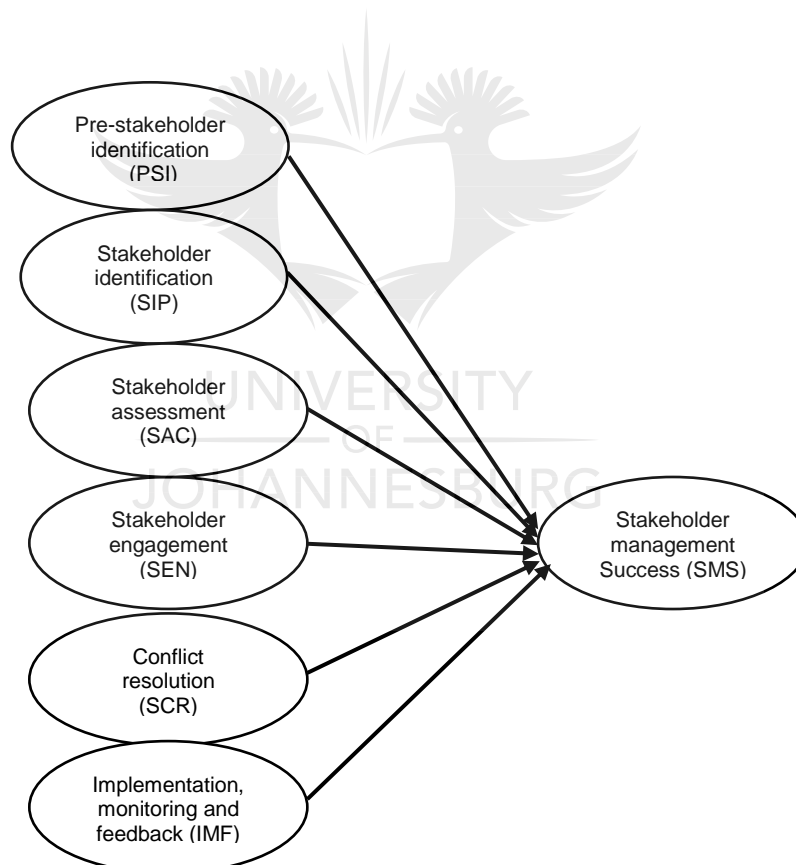 Pre-stakeholder
identification
(PSI)
Stakeholder
identification
(SIP)
Stakeholder
assessment
(SAC)
Stakeholder
engagement
(SEN)
Conflict
resolution
(SCR)
Implementation,
monitoring and
feedback (IMF)
Stakeholder
management
Success (SMS)
UNIVERSITY
OF
JOHANNESBURG